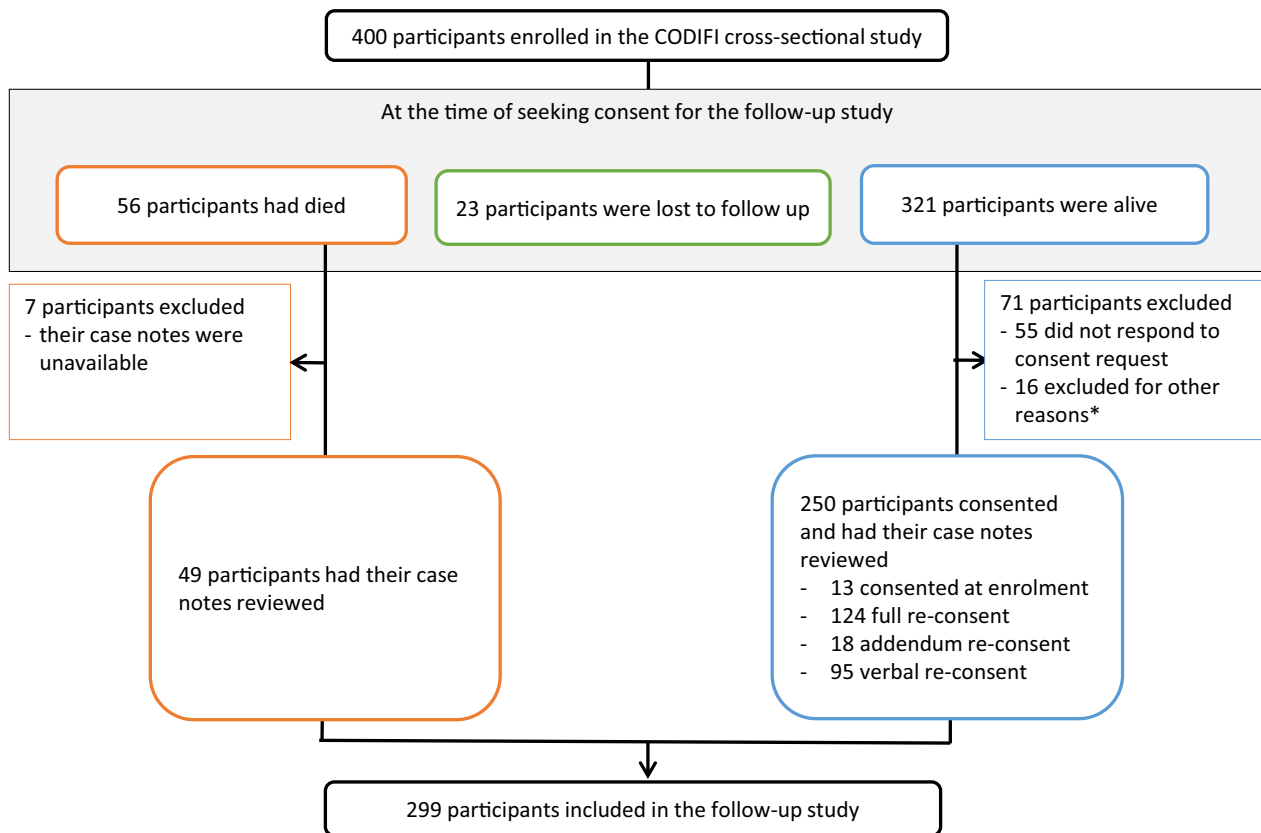 400 participants enrolled in the CODIFI cross-sectional study
At the time of seeking consent for the follow-up study
56 participants had died
23 participants were lost to follow up
321 participants were alive
7 participants excluded
- their case notes were
unavailable
71 participants excluded
- 55 did not respond to
consent request
- 16 excluded for other
reasons*
49 participants had their case
notes reviewed
250 participants consented
and had their case notes
reviewed
- 13 consented at enrolment
- 124 full re-consent
- 18 addendum re-consent
- 95 verbal re-consent
299 participants included in the follow-up study